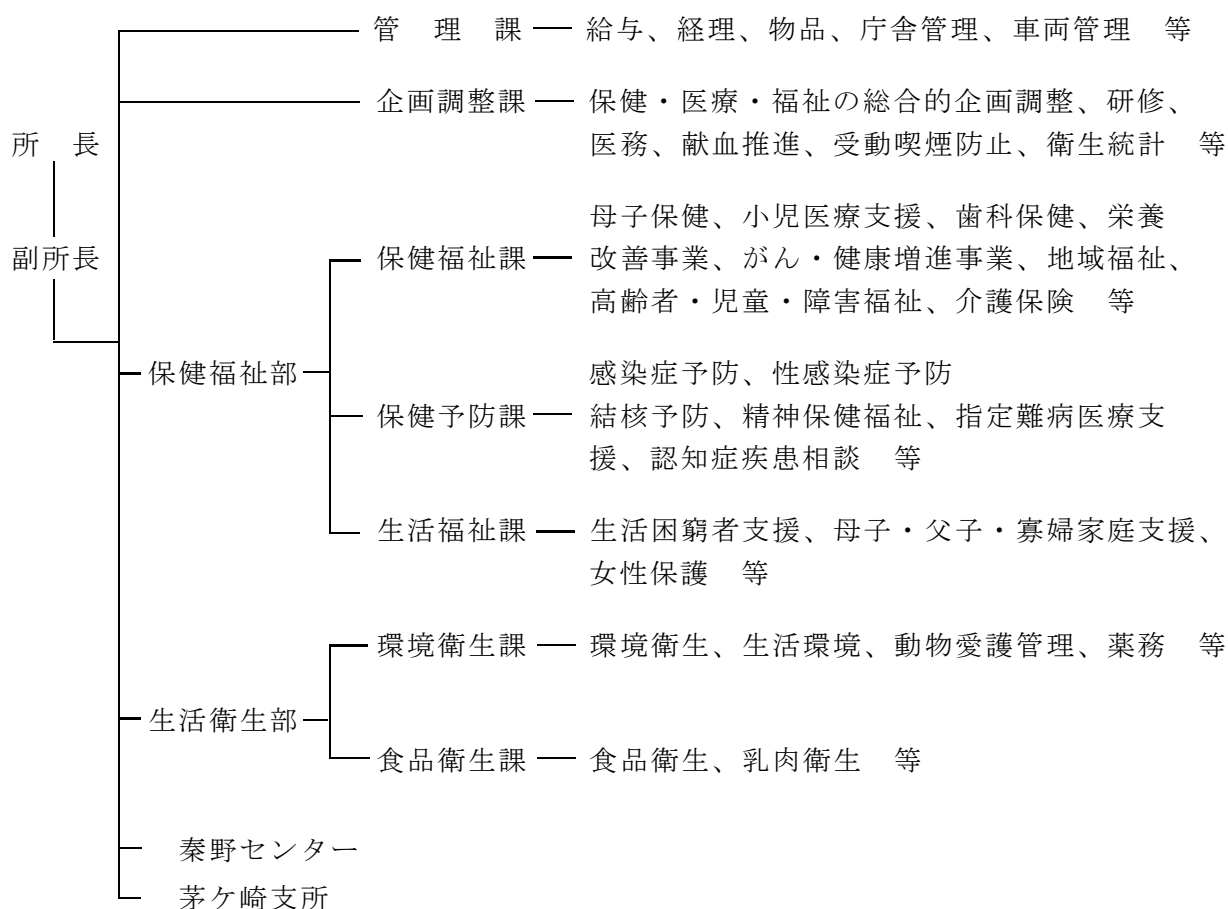 管理課 給与、経理、物品、庁舎管理、車両管理 等
企画調整課 保健・医療・福祉の総合的企画調整、研修、
医務、献血推進、受動喫煙防止、衛生統計 等
所長
副所長
母子保健、小児医療支援、歯科保健、栄養
保健福祉課 改善事業、がん・健康増進事業、地域福祉、
高齢者・児童・障害福祉、介護保険 等
保健福祉部
感染症予防、性感染症予防
保健予防課 結核予防、精神保健福祉、指定難病医療支
援、認知症疾患相談 等
生活福祉課 生活困窮者支援、母子・父子・寡婦家庭支援、
女性保護 等
環境衛生課 環境衛生、生活環境、動物愛護管理、薬務 等
生活衛生部
食品衛生課 食品衛生、乳肉衛生 等
秦野センター
茅ケ崎支所